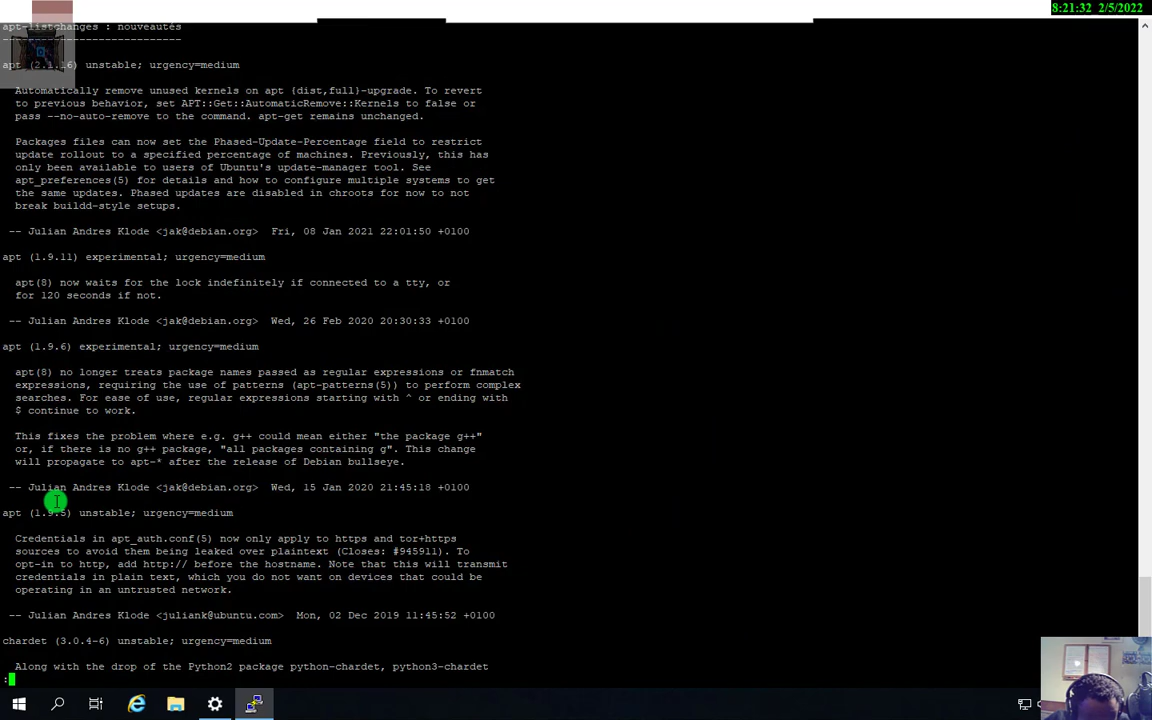 8:21:32 2/5/2022
apt-listchanges : nouveautés
----------------------------
apt (2.1.16) unstable; urgency=medium
Automatically remove unused kernels on apt {dist,full}-upgrade. To revert
to previous behavior, set APT::Get::AutomaticRemove::Kernels to false or
pass --no-auto-remove to the command. apt-get remains unchanged.
Packages files can now set the Phased-Update-Percentage field to restrict
update rollout to a specified percentage of machines. Previously, this has
only been available to users of Ubuntu's update-manager tool. See
apt_preferences(5) for details and how to configure multiple systems to get
the same updates. Phased updates are disabled in chroots for now to not
break buildd-style setups.
-- Julian Andres Klode <jak@debian.org>  Fri, 08 Jan 2021 22:01:50 +0100
apt (1.9.11) experimental; urgency=medium
apt(8) now waits for the lock indefinitely if connected to a tty, or
for 120 seconds if not.
-- Julian Andres Klode <jak@debian.org>  Wed, 26 Feb 2020 20:30:33 +0100
apt (1.9.6) experimental; urgency=medium
apt(8) no longer treats package names passed as regular expressions or fnmatch
expressions, requiring the use of patterns (apt-patterns(5)) to perform complex
searches. For ease of use, regular expressions starting with ^ or ending with
$ continue to work.
This fixes the problem where e.g. g++ could mean either "the package g++"
or, if there is no g++ package, "all packages containing g". This change
will propagate to apt-* after the release of Debian bullseye.
-- Julian Andres Klode <jak@debian.org>  Wed, 15 Jan 2020 21:45:18 +0100
apt (1.9.5) unstable; urgency=medium
Credentials in apt_auth.conf(5) now only apply to https and tor+https
sources to avoid them being leaked over plaintext (Closes: #945911). To
opt-in to http, add http:// before the hostname. Note that this will transmit
credentials in plain text, which you do not want on devices that could be
operating in an untrusted network.
-- Julian Andres Klode <juliank@ubuntu.com>  Mon, 02 Dec 2019 11:45:52 +0100
chardet (3.0.4-6) unstable; urgency=medium
Along with the drop of the Python2 package python-chardet, python3-chardet
: